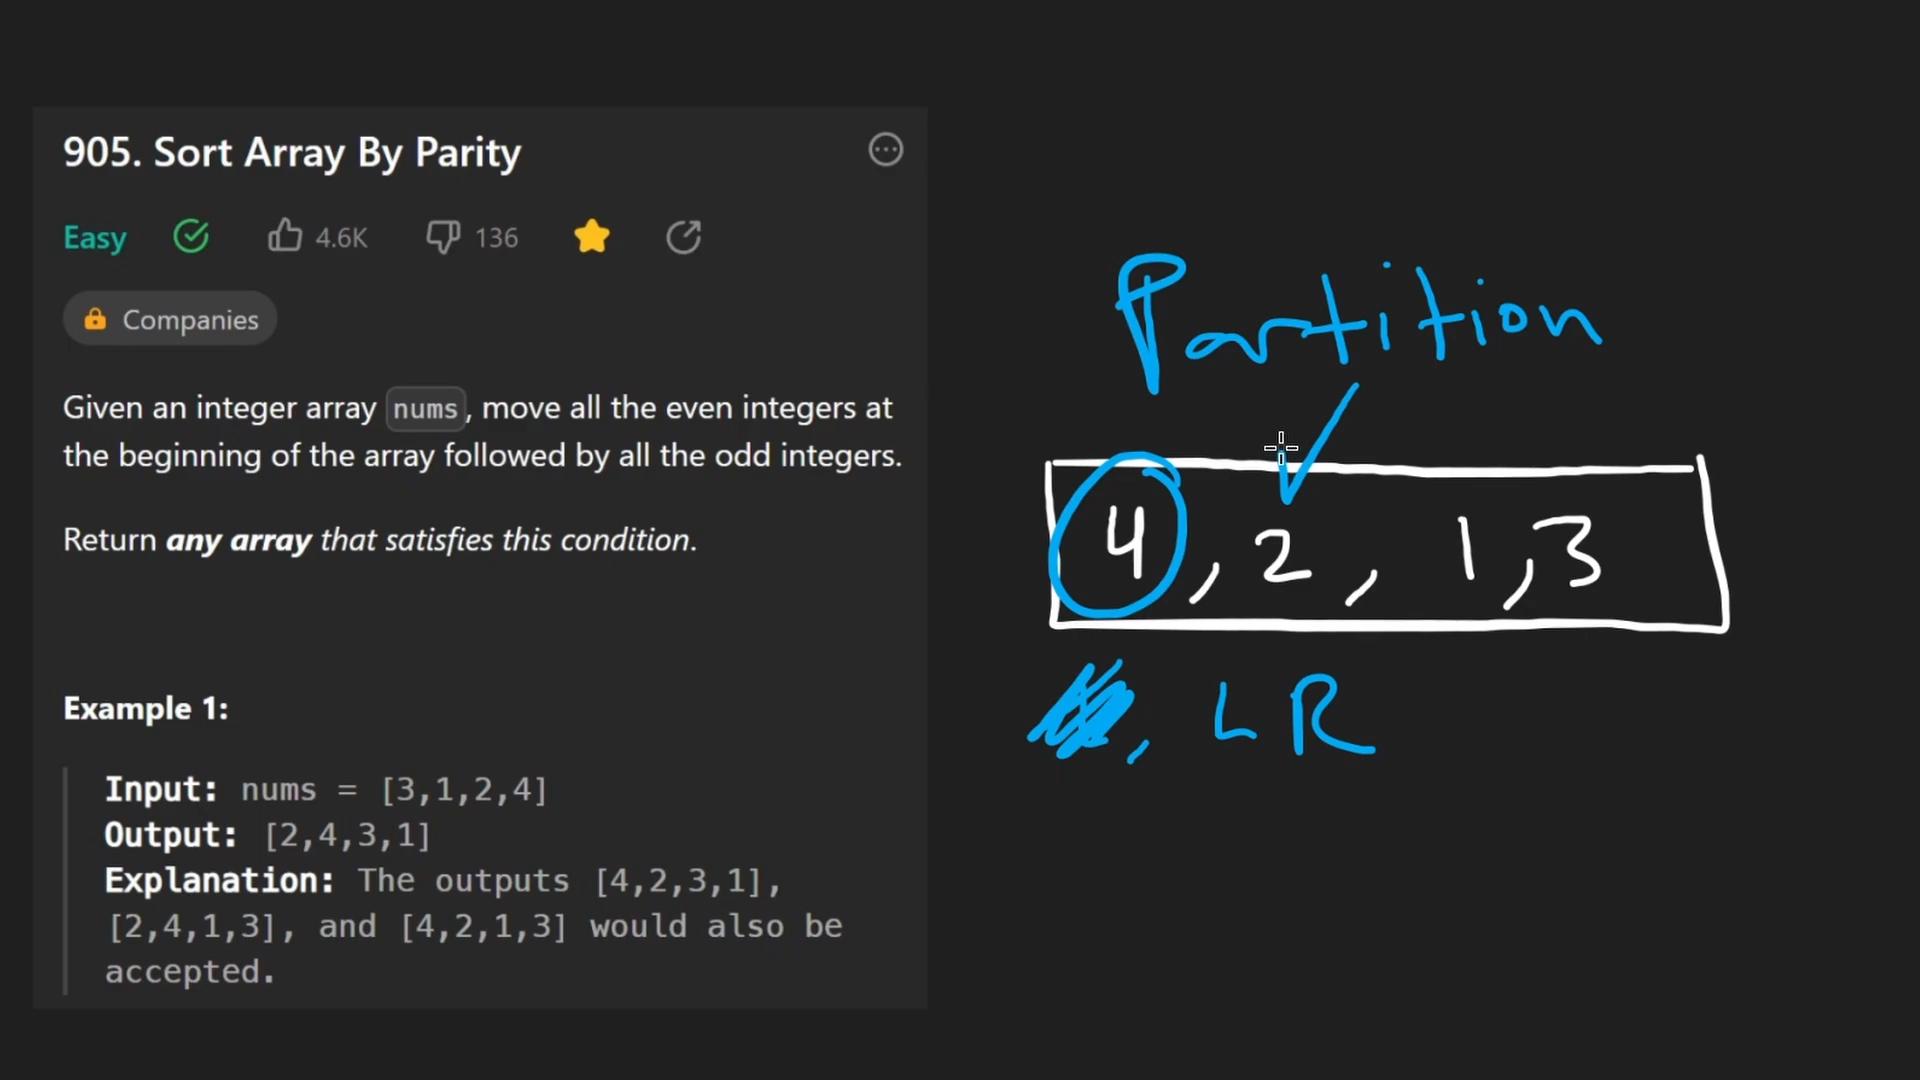 905. Sort Array By Parity
Easy 4.6K 136
Companies
Given an integer array nums, move all the even integers at
the beginning of the array followed by all the odd integers.
Return any array that satisfies this condition.
Example 1:
Input: nums = [3,1,2,4]
Output: [2,4,3,1]
Explanation: The outputs [4,2,3,1],
[2,4,1,3], and [4,2,1,3] would also be
accepted.
Partition
4, 2, 1,3
, L R